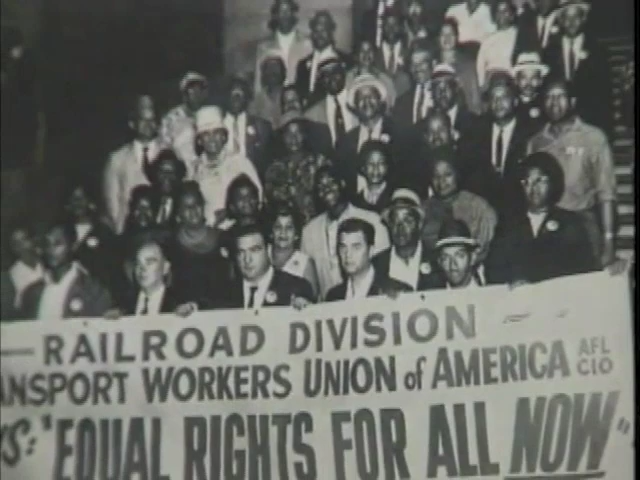 RAILROAD DIVISION
ANSPORT WORKERS UNION of AMERICA AFL CIO
S: "EQUAL RIGHTS FOR ALL NOW"